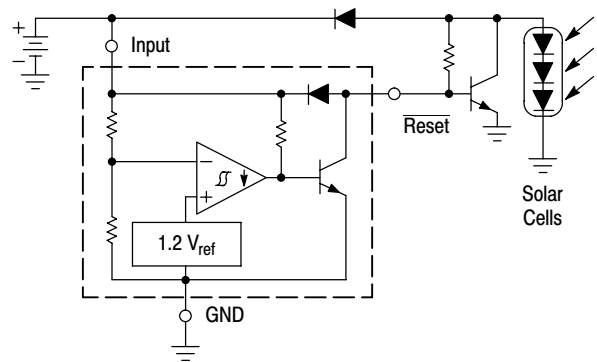 +
−
Input
Reset
−
+
1.2 Vref
Solar
Cells
GND